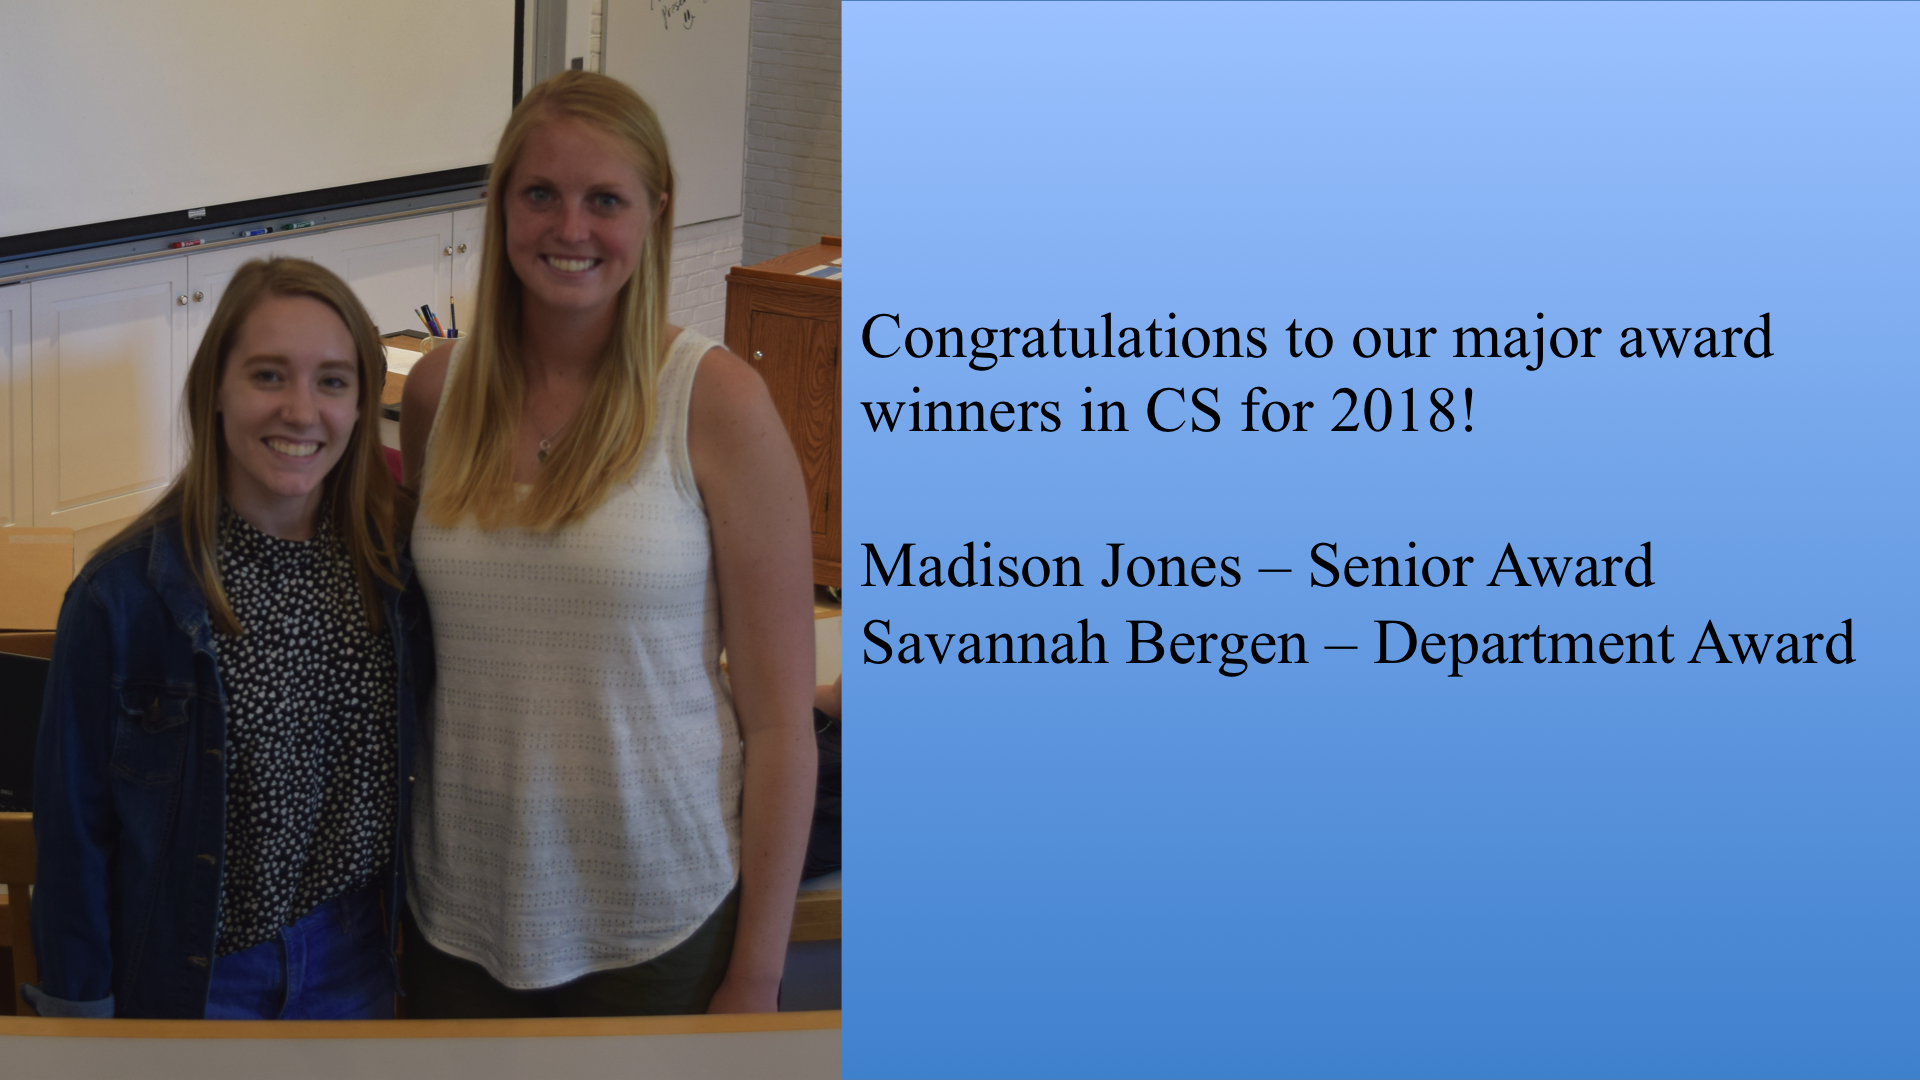 Congratulations to our major award
winners in CS for 2018!
Madison Jones – Senior Award
Savannah Bergen – Department Award